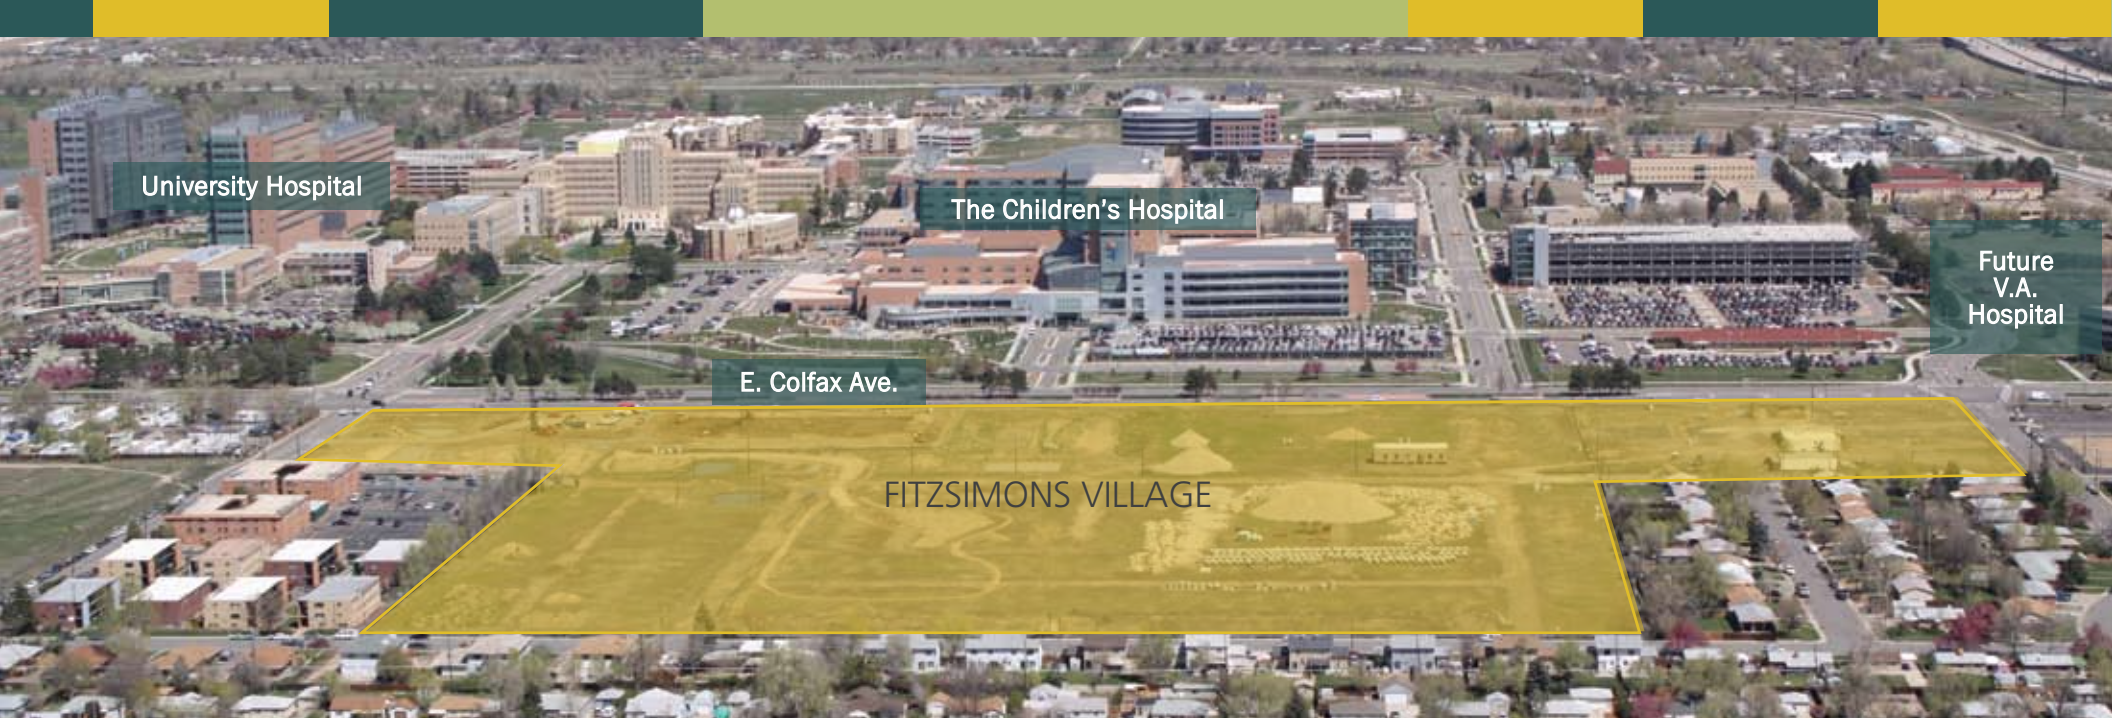 University Hospital
The Children's Hospital
Future
V.A.
Hospital
E. Colfax Ave.
FITZSIMONS VILLAGE